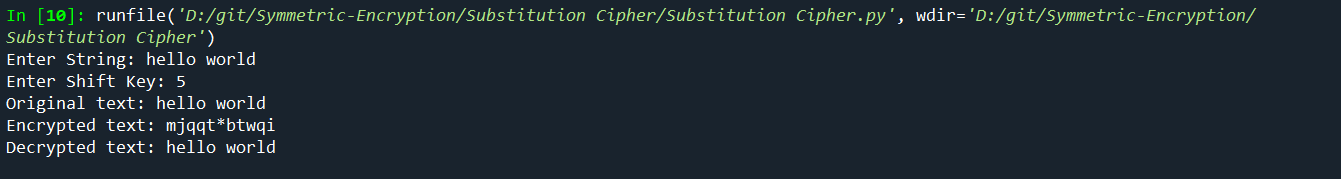 In [10]: runfile('D:/git/Symmetric-Encryption/Substitution Cipher/Substitution Cipher.py', wdir='D:/git/Symmetric-Encryption/
Substitution Cipher')
Enter String: hello world
Enter Shift Key: 5
Original text: hello world
Encrypted text: mjqqt*btwqi
Decrypted text: hello world